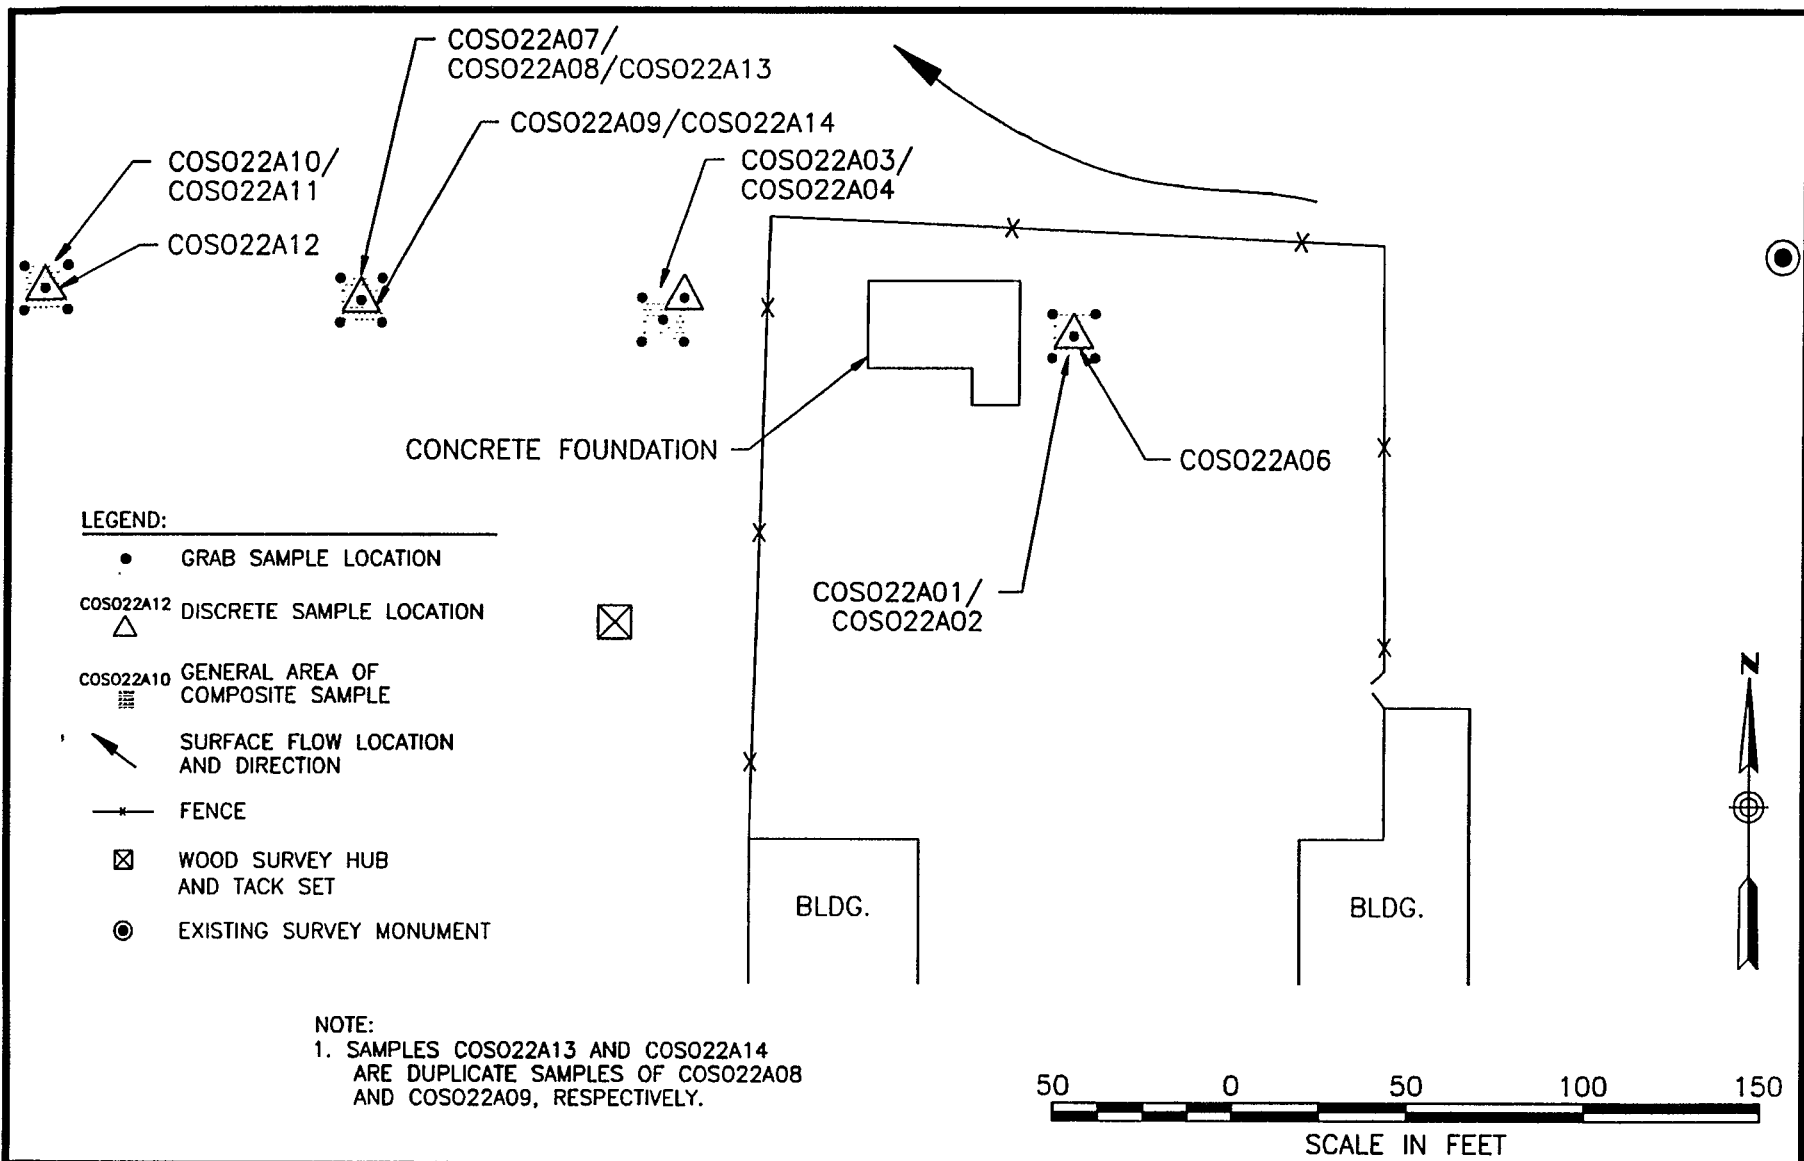 COSO22A07/
COSO22A08/COSO22A13
COSO22A09/COSO22A14
COSO22A10/
COSO22A11
COSO22A03/
COSO22A04
COSO22A12
CONCRETE FOUNDATION
COSO22A06
COSO22A01/
COSO22A02
LEGEND:
GRAB SAMPLE LOCATION
COSO22A12 DISCRETE SAMPLE LOCATION
COSO22A10 GENERAL AREA OF
COMPOSITE SAMPLE
SURFACE FLOW LOCATION
AND DIRECTION
FENCE
WOOD SURVEY HUB
AND TACK SET
EXISTING SURVEY MONUMENT
N
BLDG.
BLDG.
NOTE:
1. SAMPLES COSO22A13 AND COSO22A14
ARE DUPLICATE SAMPLES OF COSO22A08
AND COSO22A09, RESPECTIVELY.
50 0 50 100 150
SCALE IN FEET